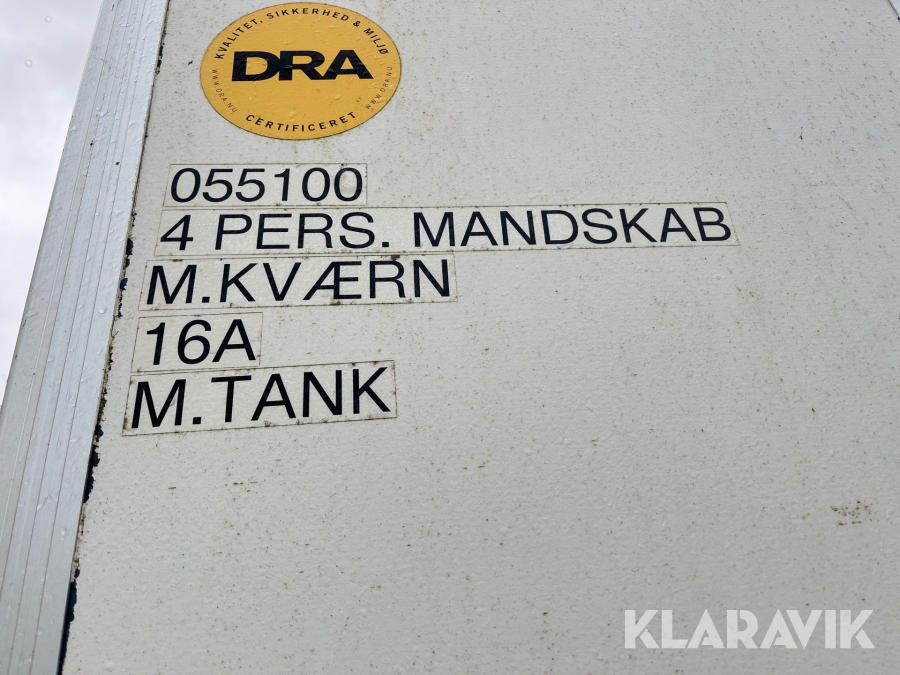 KVALITET, SIKKERHED & MILJØ
DRA
WWW.DRA.NU
WWW.DRA.NU
CERTIFICERET
055100
4 PERS. MANDSKAB
M.KVÆRN
16A
M.TANK
KLARAVIK